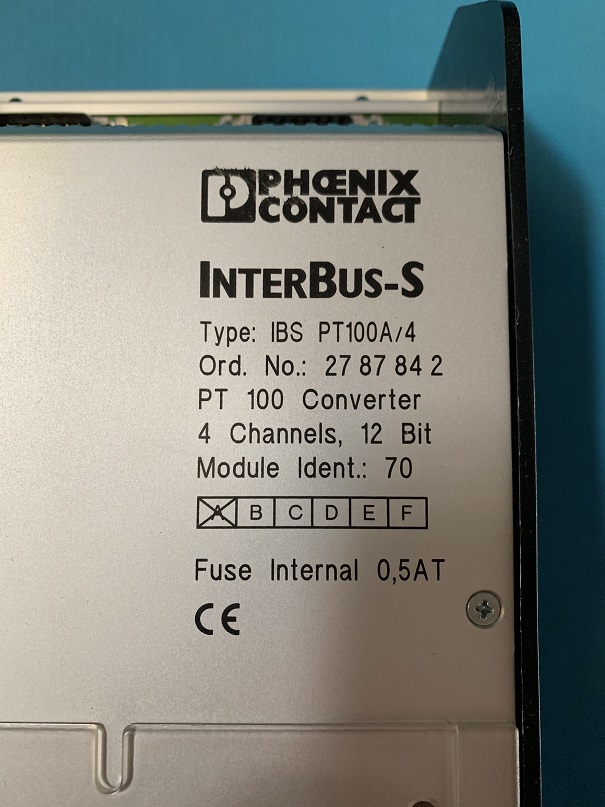 PHŒNIX
CONTACT
INTERBUS-S
Type: IBS PT100A/4
Ord. No.: 27 87 84 2
PT 100 Converter
4 Channels, 12 Bit
Module Ident.: 70
A B C D E F
Fuse Internal 0,5AT
CE